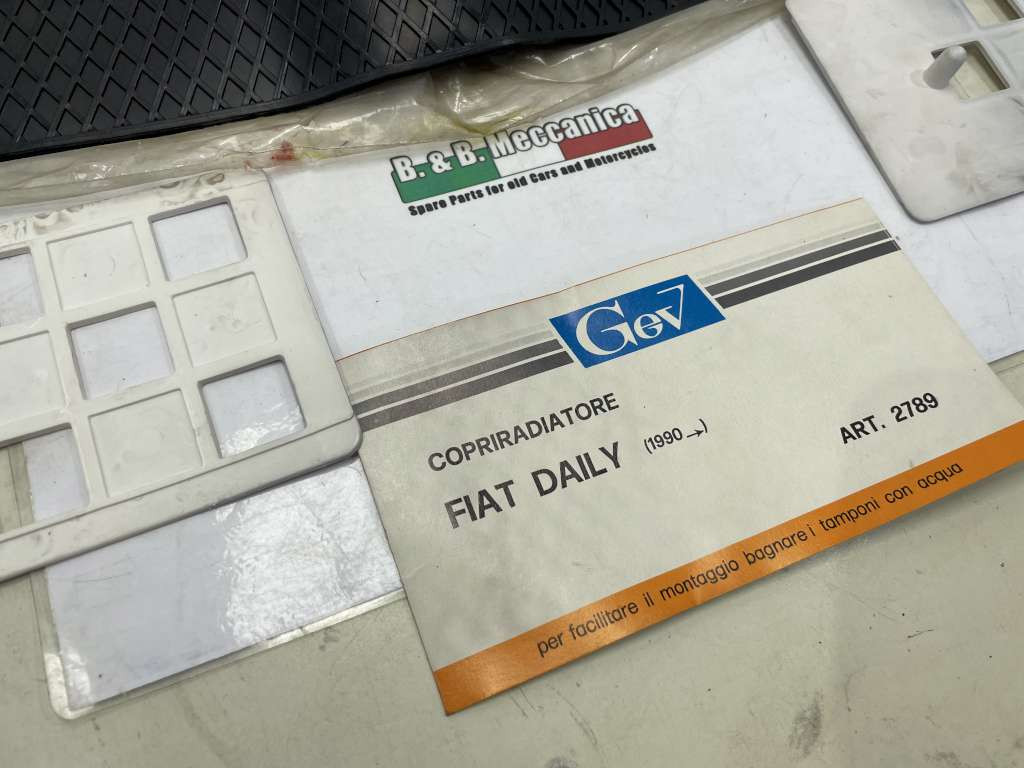 B. & B. Meccanica
Spare Parts for old Cars and Motorcycles
Gev
COPRIRADIATORE
FIAT DAILY (1990→)
ART. 2789
per facilitare il montaggio bagnare i tamponi con acqua